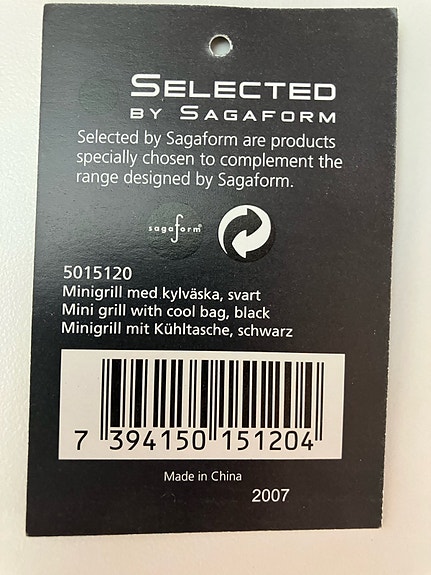 SELECTED
BY SAGAFORM
Selected by Sagaform are products
specially chosen to complement the
range designed by Sagaform.
sagaform®
5015120
Minigrill med kylväska, svart
Mini grill with cool bag, black
Minigrill mit Kühltasche, schwarz
7 394150 151204
Made in China
2007